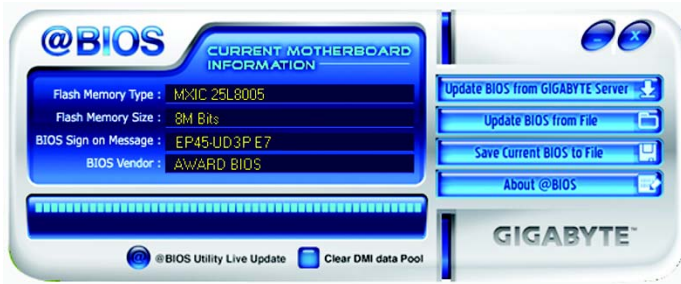 @BIOS
CURRENT MOTHERBOARD
INFORMATION
Flash Memory Type : MXIC 25L8005
Flash Memory Size : 8M Bits
BIOS Sign on Message : EP45-UD3P E7
BIOS Vendor : AWARD BIOS
@BIOS Utility Live Update
Clear DMI data Pool
Update BIOS from GIGABYTE Server
Update BIOS from File
Save Current BIOS to File
About @BIOS
GIGABYTE™